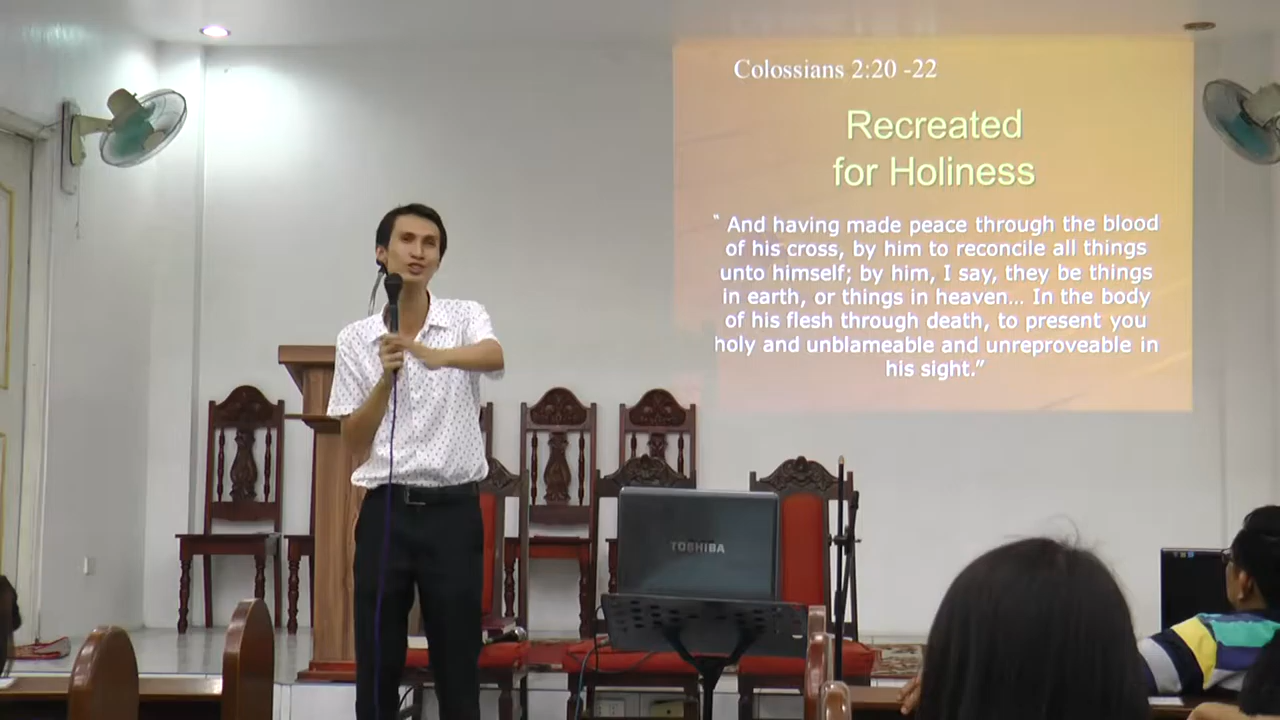 Colossians 2:20 -22
Recreated
for Holiness
“ And having made peace through the blood
of his cross, by him to reconcile all things
unto himself; by him, I say, they be things
in earth, or things in heaven... In the body
of his flesh through death, to present you
holy and unblameable and unreproveable in
his sight.”
TOSHIBA